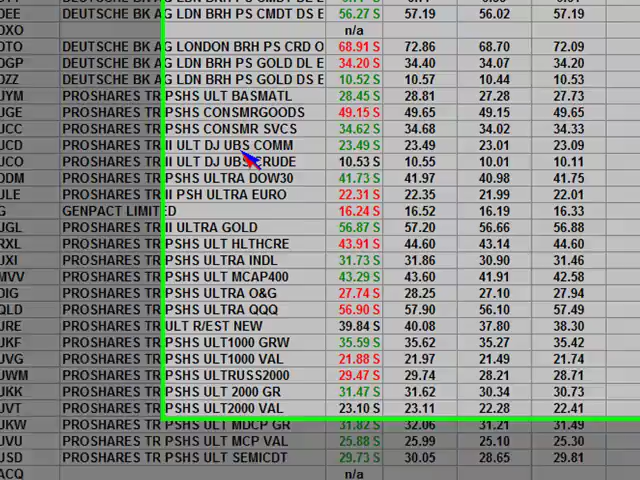 DEE DEUTSCHE BK AG LDN BRH PS CMDT DS E 56.27 S 57.19 56.02 57.19
DXO n/a
DTO DEUTSCHE BK AG LONDON BRH PS CRD O 68.91 S 72.86 68.70 72.09
DGP DEUTSCHE BK AG LDN BRH PS GOLD DL E 34.20 S 34.40 34.07 34.20
DZZ DEUTSCHE BK AG LDN BRH PS GOLD DS E 10.52 S 10.57 10.44 10.53
UYM PROSHARES TR PSHS ULT BASMATL 28.45 S 28.81 27.28 27.73
UGE PROSHARES TR PSHS CONSMRGOODS 49.15 S 49.65 49.15 49.65
UCC PROSHARES TR PSHS CONSMR SVCS 34.62 S 34.68 34.02 34.33
UCD PROSHARES TR II ULT DJ UBS COMM 23.49 S 23.49 23.01 23.09
UCO PROSHARES TR II ULT DJ UBS CRUDE 10.53 S 10.55 10.01 10.11
DDM PROSHARES TR PSHS ULTRA DOW30 41.73 S 41.97 40.98 41.75
ULE PROSHARES TR II PSH ULTRA EURO 22.31 S 22.35 21.99 22.01
G GENPACT LIMITED 16.24 S 16.52 16.19 16.33
UGL PROSHARES TR II ULTRA GOLD 56.87 S 57.20 56.66 56.88
RXL PROSHARES TR PSHS ULT HLTHCRE 43.91 S 44.60 43.14 44.60
UXI PROSHARES TR PSHS ULTRA INDL 31.73 S 31.86 30.90 31.46
MVV PROSHARES TR PSHS ULT MCAP400 43.29 S 43.60 41.91 42.58
DIG PROSHARES TR PSHS ULTRA O&G 27.74 S 28.25 27.10 27.94
QLD PROSHARES TR PSHS ULTRA QQQ 56.90 S 57.90 56.10 57.49
URE PROSHARES TR ULT R/EST NEW 39.84 S 40.08 37.80 38.30
UKF PROSHARES TR PSHS ULT1000 GRW 35.59 S 35.62 35.27 35.42
UVG PROSHARES TR PSHS ULT1000 VAL 21.88 S 21.97 21.49 21.74
UWM PROSHARES TR PSHS ULTRUSS2000 29.47 S 29.74 28.21 28.71
UKK PROSHARES TR PSHS ULT 2000 GR 31.47 S 31.62 30.34 30.73
UVT PROSHARES TR PSHS ULT2000 VAL 23.10 S 23.11 22.28 22.41
UKW PROSHARES TR PSHS ULT MDCP GR 31.82 S 32.06 31.21 31.49
UVU PROSHARES TR PSHS ULT MCP VAL 25.88 S 25.99 25.10 25.30
USD PROSHARES TR PSHS ULT SEMICDT 29.73 S 30.05 28.65 29.81
ACQ n/a